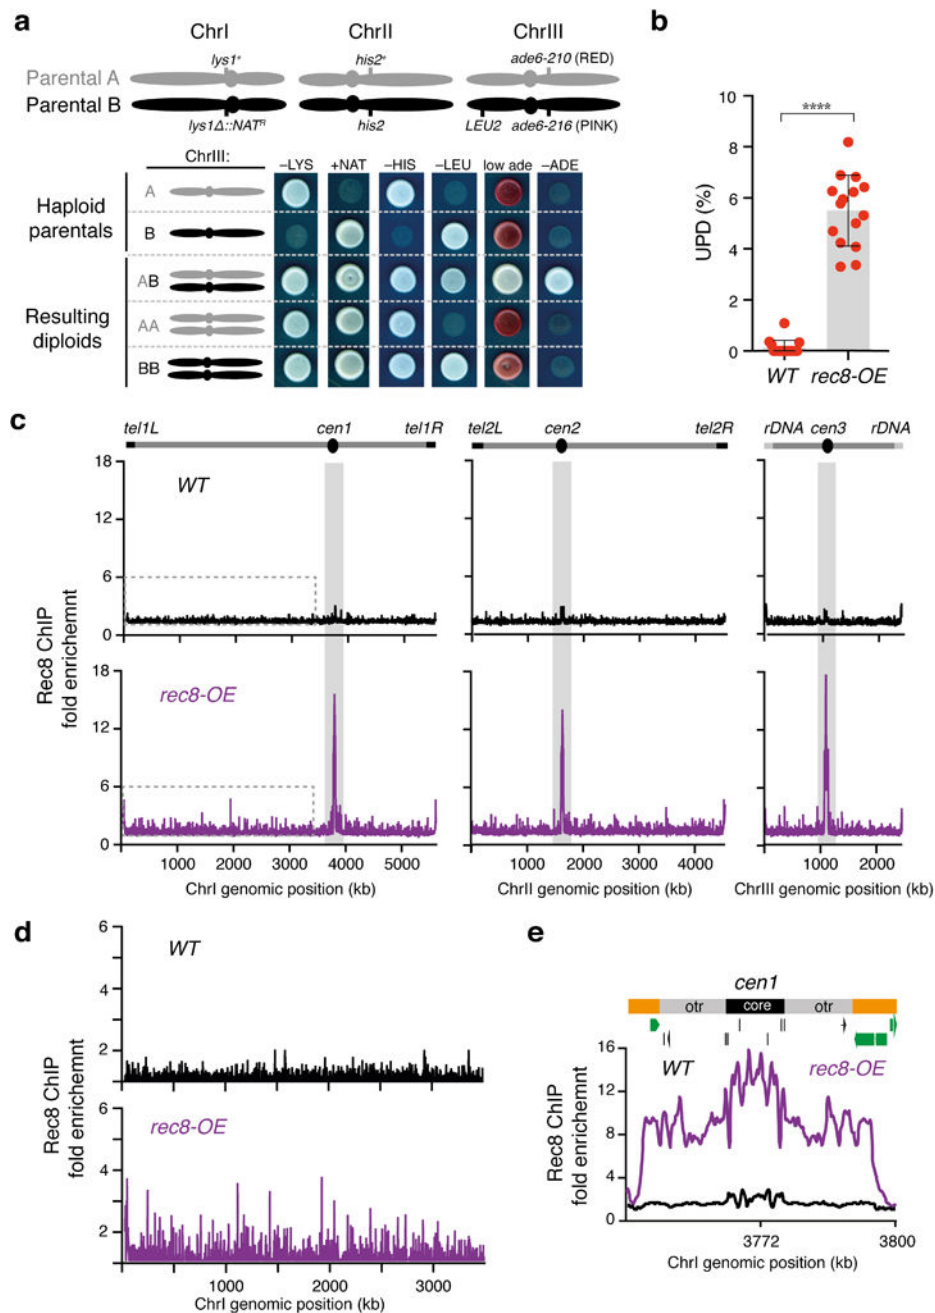 a
ChrI ChrII ChrIII
lys1+ his2+ ade6-210 (RED)
Parental A
Parental B
lys1Δ::NATᴿ his2 LEU2 ade6-216 (PINK)
ChrIII: –LYS +NAT –HIS –LEU low ade –ADE
Haploid parentals
A
B
Resulting diploids
AB
AA
BB
b
****
UPD (%)
10
8
6
4
2
0
WT rec8-OE
c
tel1L cen1 tel1R tel2L cen2 tel2R rDNA cen3 rDNA
Rec8 ChIP
fold enrichemnt
18
12
6
0
WT
18
12
6
0
rec8-OE
1000 2000 3000 4000 5000 1000 2000 3000 4000 1000 2000
ChrI genomic position (kb) ChrII genomic position (kb) ChrIII genomic position (kb)
d
Rec8 ChIP
fold enrichemnt
6
4
2
WT
6
4
2
rec8-OE
1000 2000 3000
ChrI genomic position (kb)
e
cen1
otr core otr
Rec8 ChIP
fold enrichemnt
16
12
8
4
0
WT rec8-OE
3772 3800
ChrI genomic position (kb)